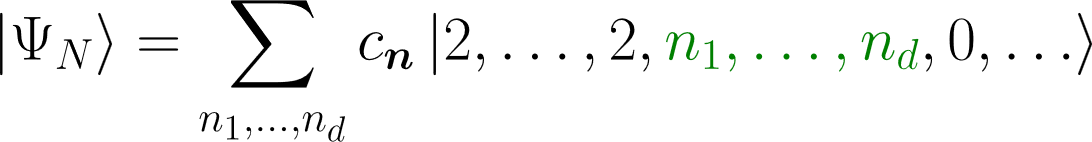 |Ψ_N⟩ = ∑_{n_1,...,n_d} c_𝒏 |2, . . . , 2, n_1, . . . , n_d, 0, . . .⟩